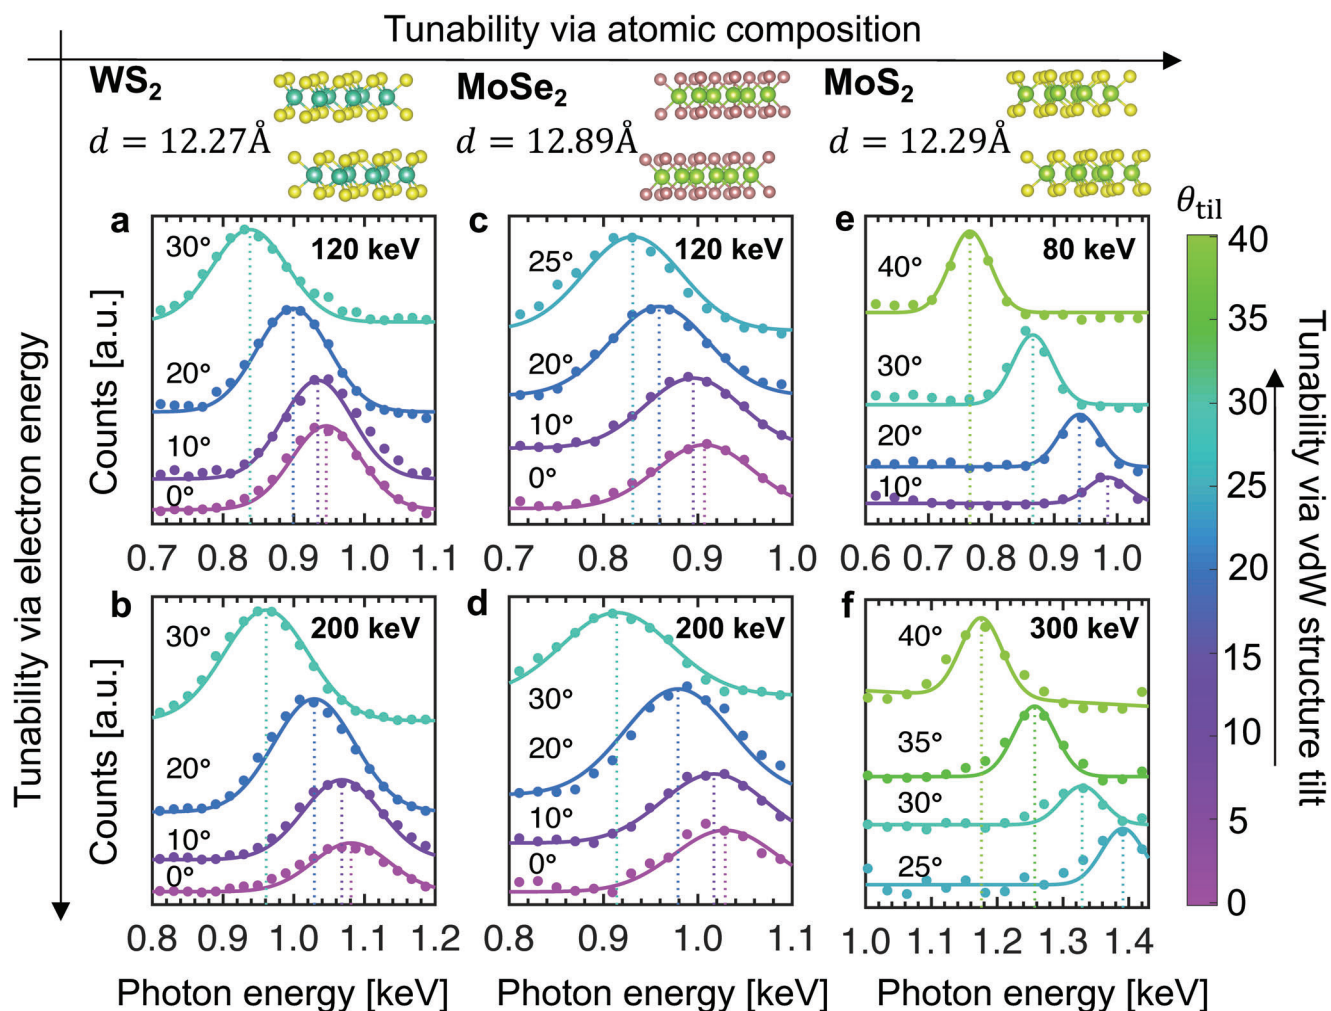 Tunability via atomic composition
WS2
d = 12.27Å
MoSe2
d = 12.89Å
MoS2
d = 12.29Å
Tunability via electron energy
a
120 keV
30°
20°
10°
0°
Counts [a.u.]
0.7 0.8 0.9 1.0 1.1
c
120 keV
25°
20°
10°
0°
0.7 0.8 0.9 1.0
e
80 keV
40°
30°
20°
10°
0.6 0.7 0.8 0.9 1.0
b
200 keV
30°
20°
10°
0°
Counts [a.u.]
0.8 0.9 1.0 1.1 1.2
Photon energy [keV]
d
200 keV
30°
20°
10°
0°
0.8 0.9 1.0 1.1
Photon energy [keV]
f
300 keV
40°
35°
30°
25°
1.0 1.1 1.2 1.3 1.4
Photon energy [keV]
θtil
40
35
30
25
20
15
10
5
0
Tunability via vdW structure tilt